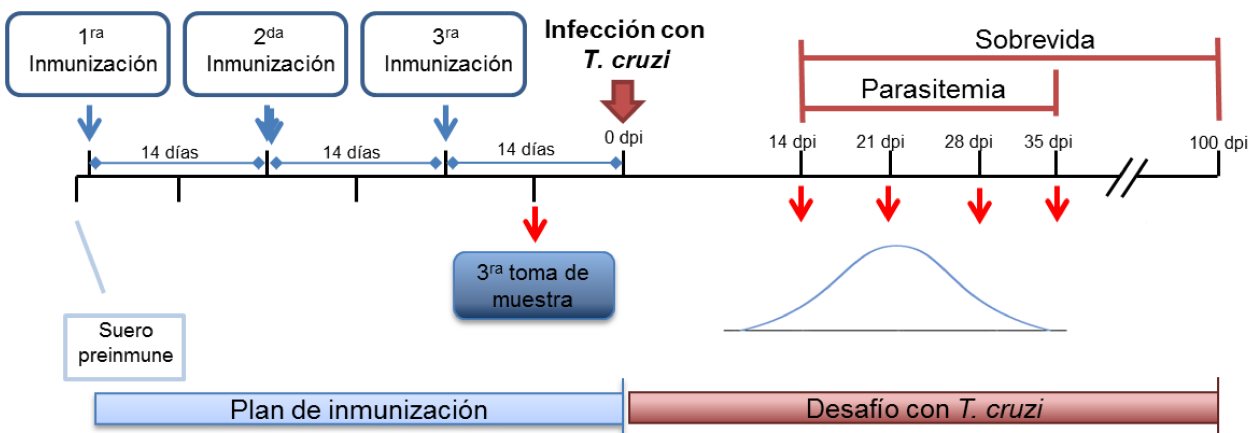 1ra
Inmunización
2da
Inmunización
3ra
Inmunización
Infección con
T. cruzi
Sobrevida
Parasitemia
14 días
14 días
14 días
0 dpi
14 dpi
21 dpi
28 dpi
35 dpi
100 dpi
3ra toma de
muestra
Suero
preinmune
Plan de inmunización
Desafío con T. cruzi